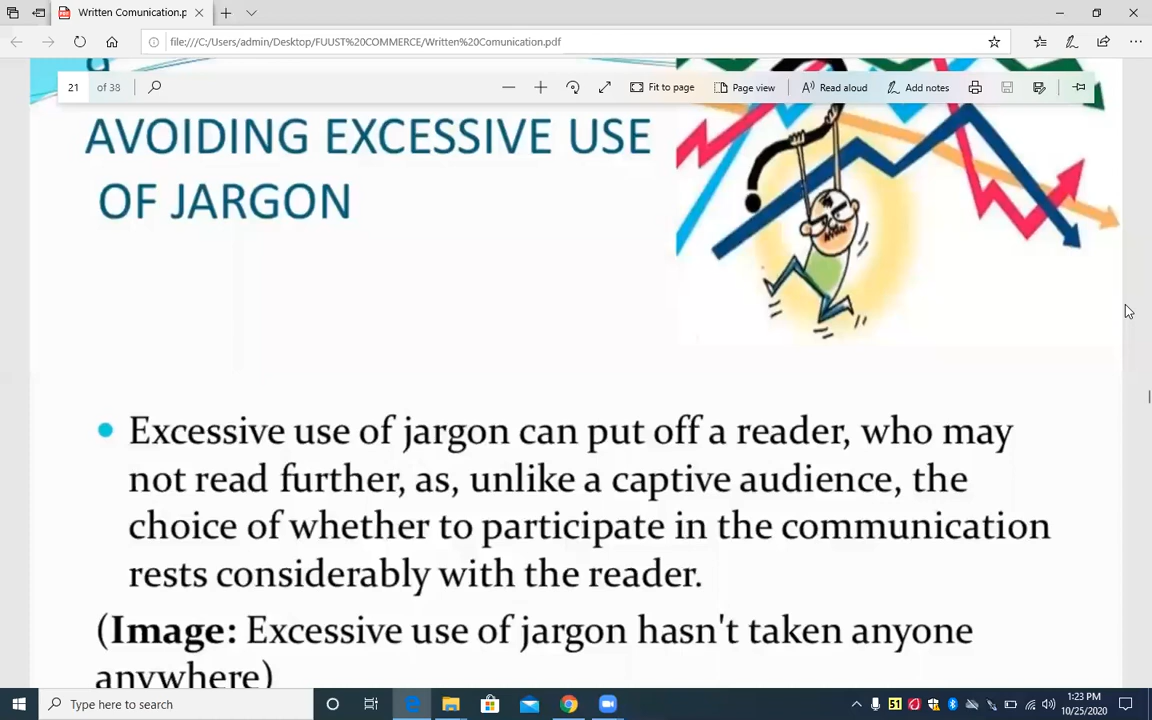 Written Comunication.p
file:///C:/Users/admin/Desktop/FUUST%20COMMERCE/Written%20Comunication.pdf
21 of 38 Fit to page Page view Read aloud Add notes
AVOIDING EXCESSIVE USE
OF JARGON
Excessive use of jargon can put off a reader, who may
not read further, as, unlike a captive audience, the
choice of whether to participate in the communication
rests considerably with the reader.
(Image: Excessive use of jargon hasn't taken anyone
anywhere)
Type here to search
51
1:23 PM
10/25/2020